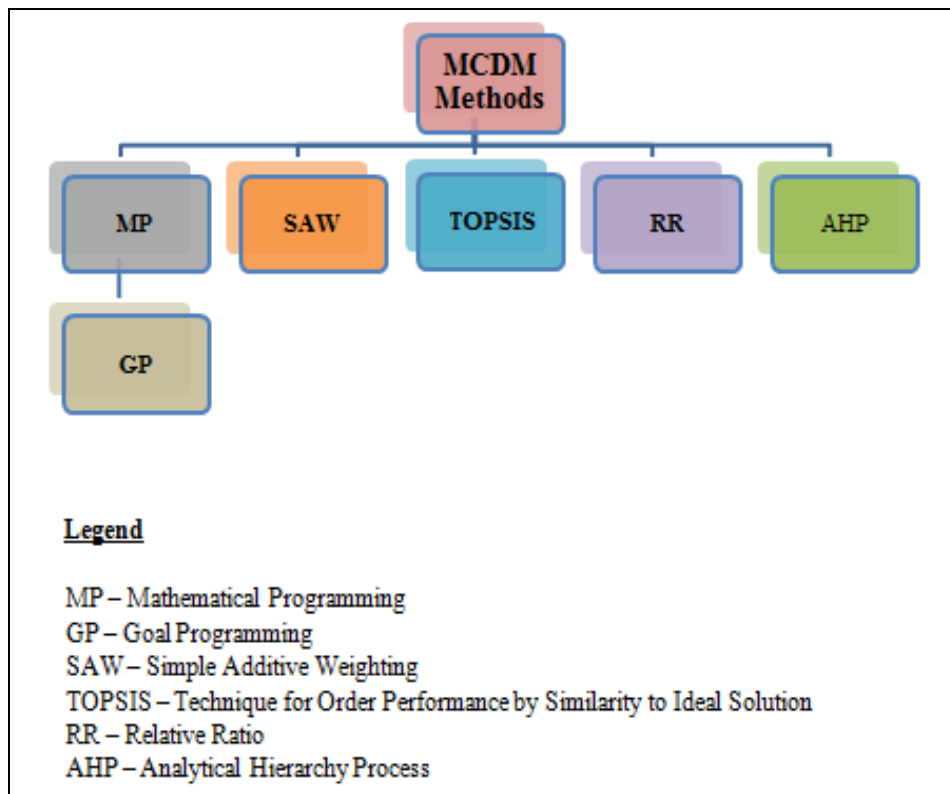 MCDM
Methods
MP
SAW
TOPSIS
RR
AHP
GP
Legend
MP – Mathematical Programming
GP – Goal Programming
SAW – Simple Additive Weighting
TOPSIS – Technique for Order Performance by Similarity to Ideal Solution
RR – Relative Ratio
AHP – Analytical Hierarchy Process